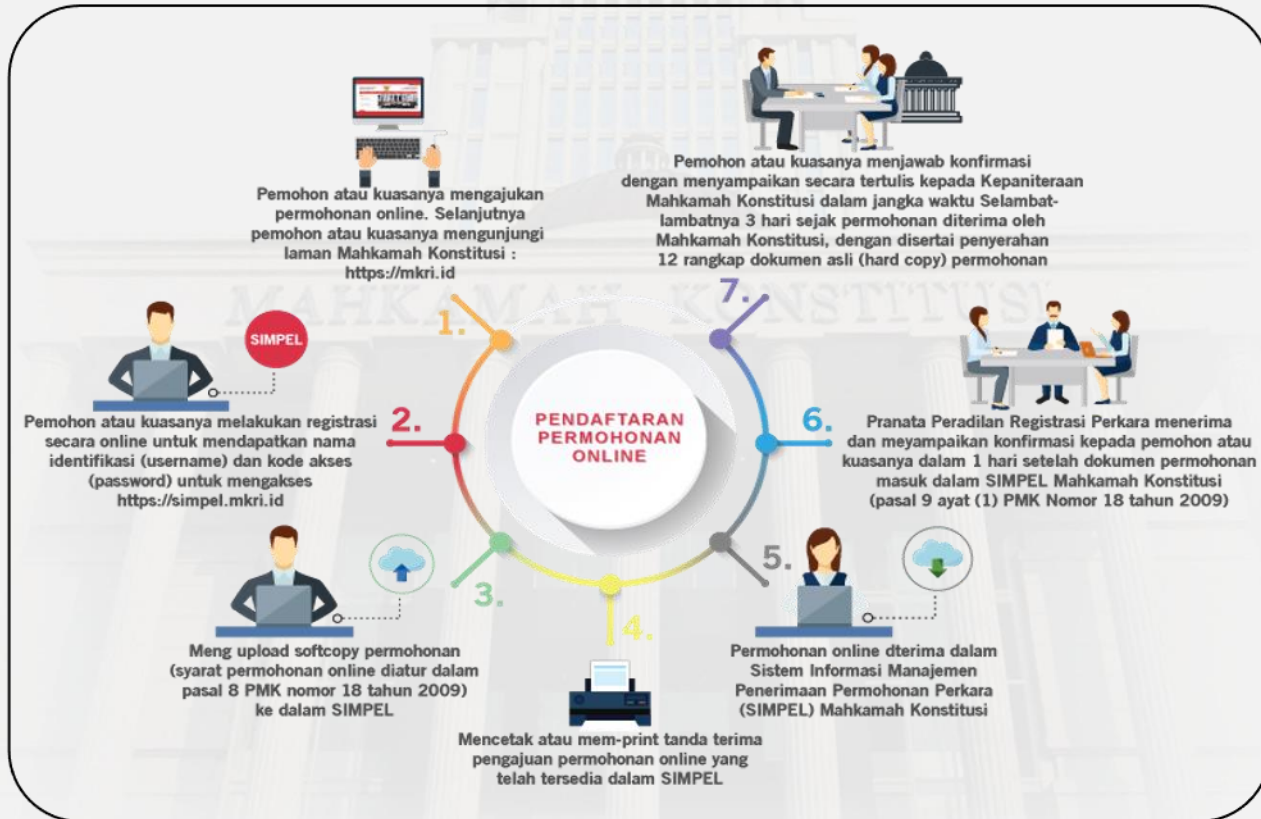 MAHKAMAH KONSTITUSI
PENDAFTARAN
PERMOHONAN
ONLINE
1.
Pemohon atau kuasanya mengajukan
permohonan online. Selanjutnya
pemohon atau kuasanya mengunjungi
laman Mahkamah Konstitusi :
https://mkri.id
2.
SIMPEL
Pemohon atau kuasanya melakukan registrasi
secara online untuk mendapatkan nama
identifikasi (username) dan kode akses
(password) untuk mengakses
https://simpel.mkri.id
3.
Meng upload softcopy permohonan
(syarat permohonan online diatur dalam
pasal 8 PMK nomor 18 tahun 2009)
ke dalam SIMPEL
4.
Mencetak atau mem-print tanda terima
pengajuan permohonan online yang
telah tersedia dalam SIMPEL
5.
Permohonan online dterima dalam
Sistem Informasi Manajemen
Penerimaan Permohonan Perkara
(SIMPEL) Mahkamah Konstitusi
6.
Pranata Peradilan Registrasi Perkara menerima
dan meyampaikan konfirmasi kepada pemohon atau
kuasanya dalam 1 hari setelah dokumen permohonan
masuk dalam SIMPEL Mahkamah Konstitusi
(pasal 9 ayat (1) PMK Nomor 18 tahun 2009)
7.
Pemohon atau kuasanya menjawab konfirmasi
dengan menyampaikan secara tertulis kepada Kepaniteraan
Mahkamah Konstitusi dalam jangka waktu Selambat-
lambatnya 3 hari sejak permohonan diterima oleh
Mahkamah Konstitusi, dengan disertai penyerahan
12 rangkap dokumen asli (hard copy) permohonan